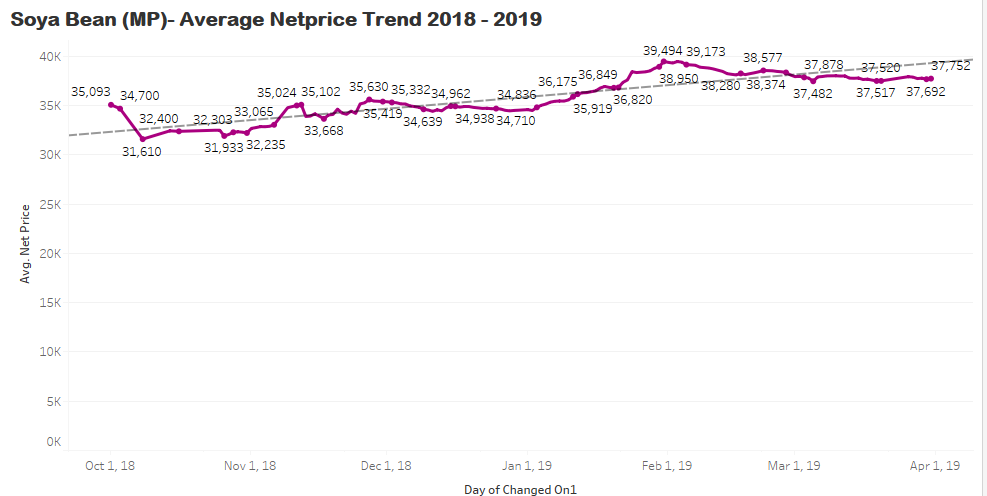 Soya Bean (MP)- Average Netprice Trend 2018 - 2019
40K
35K
30K
25K
20K
15K
10K
5K
0K
Avg. Net Price
35,093
34,700
31,610
32,400
32,303
31,933
33,065
32,235
35,024
35,102
33,668
35,630
35,419
35,332
34,639
34,962
34,938
34,836
34,710
36,175
35,919
36,849
36,820
39,494
38,950
39,173
38,280
38,577
38,374
37,878
37,482
37,520
37,517
37,692
37,752
Oct 1, 18
Nov 1, 18
Dec 1, 18
Jan 1, 19
Feb 1, 19
Mar 1, 19
Apr 1, 19
Day of Changed On1